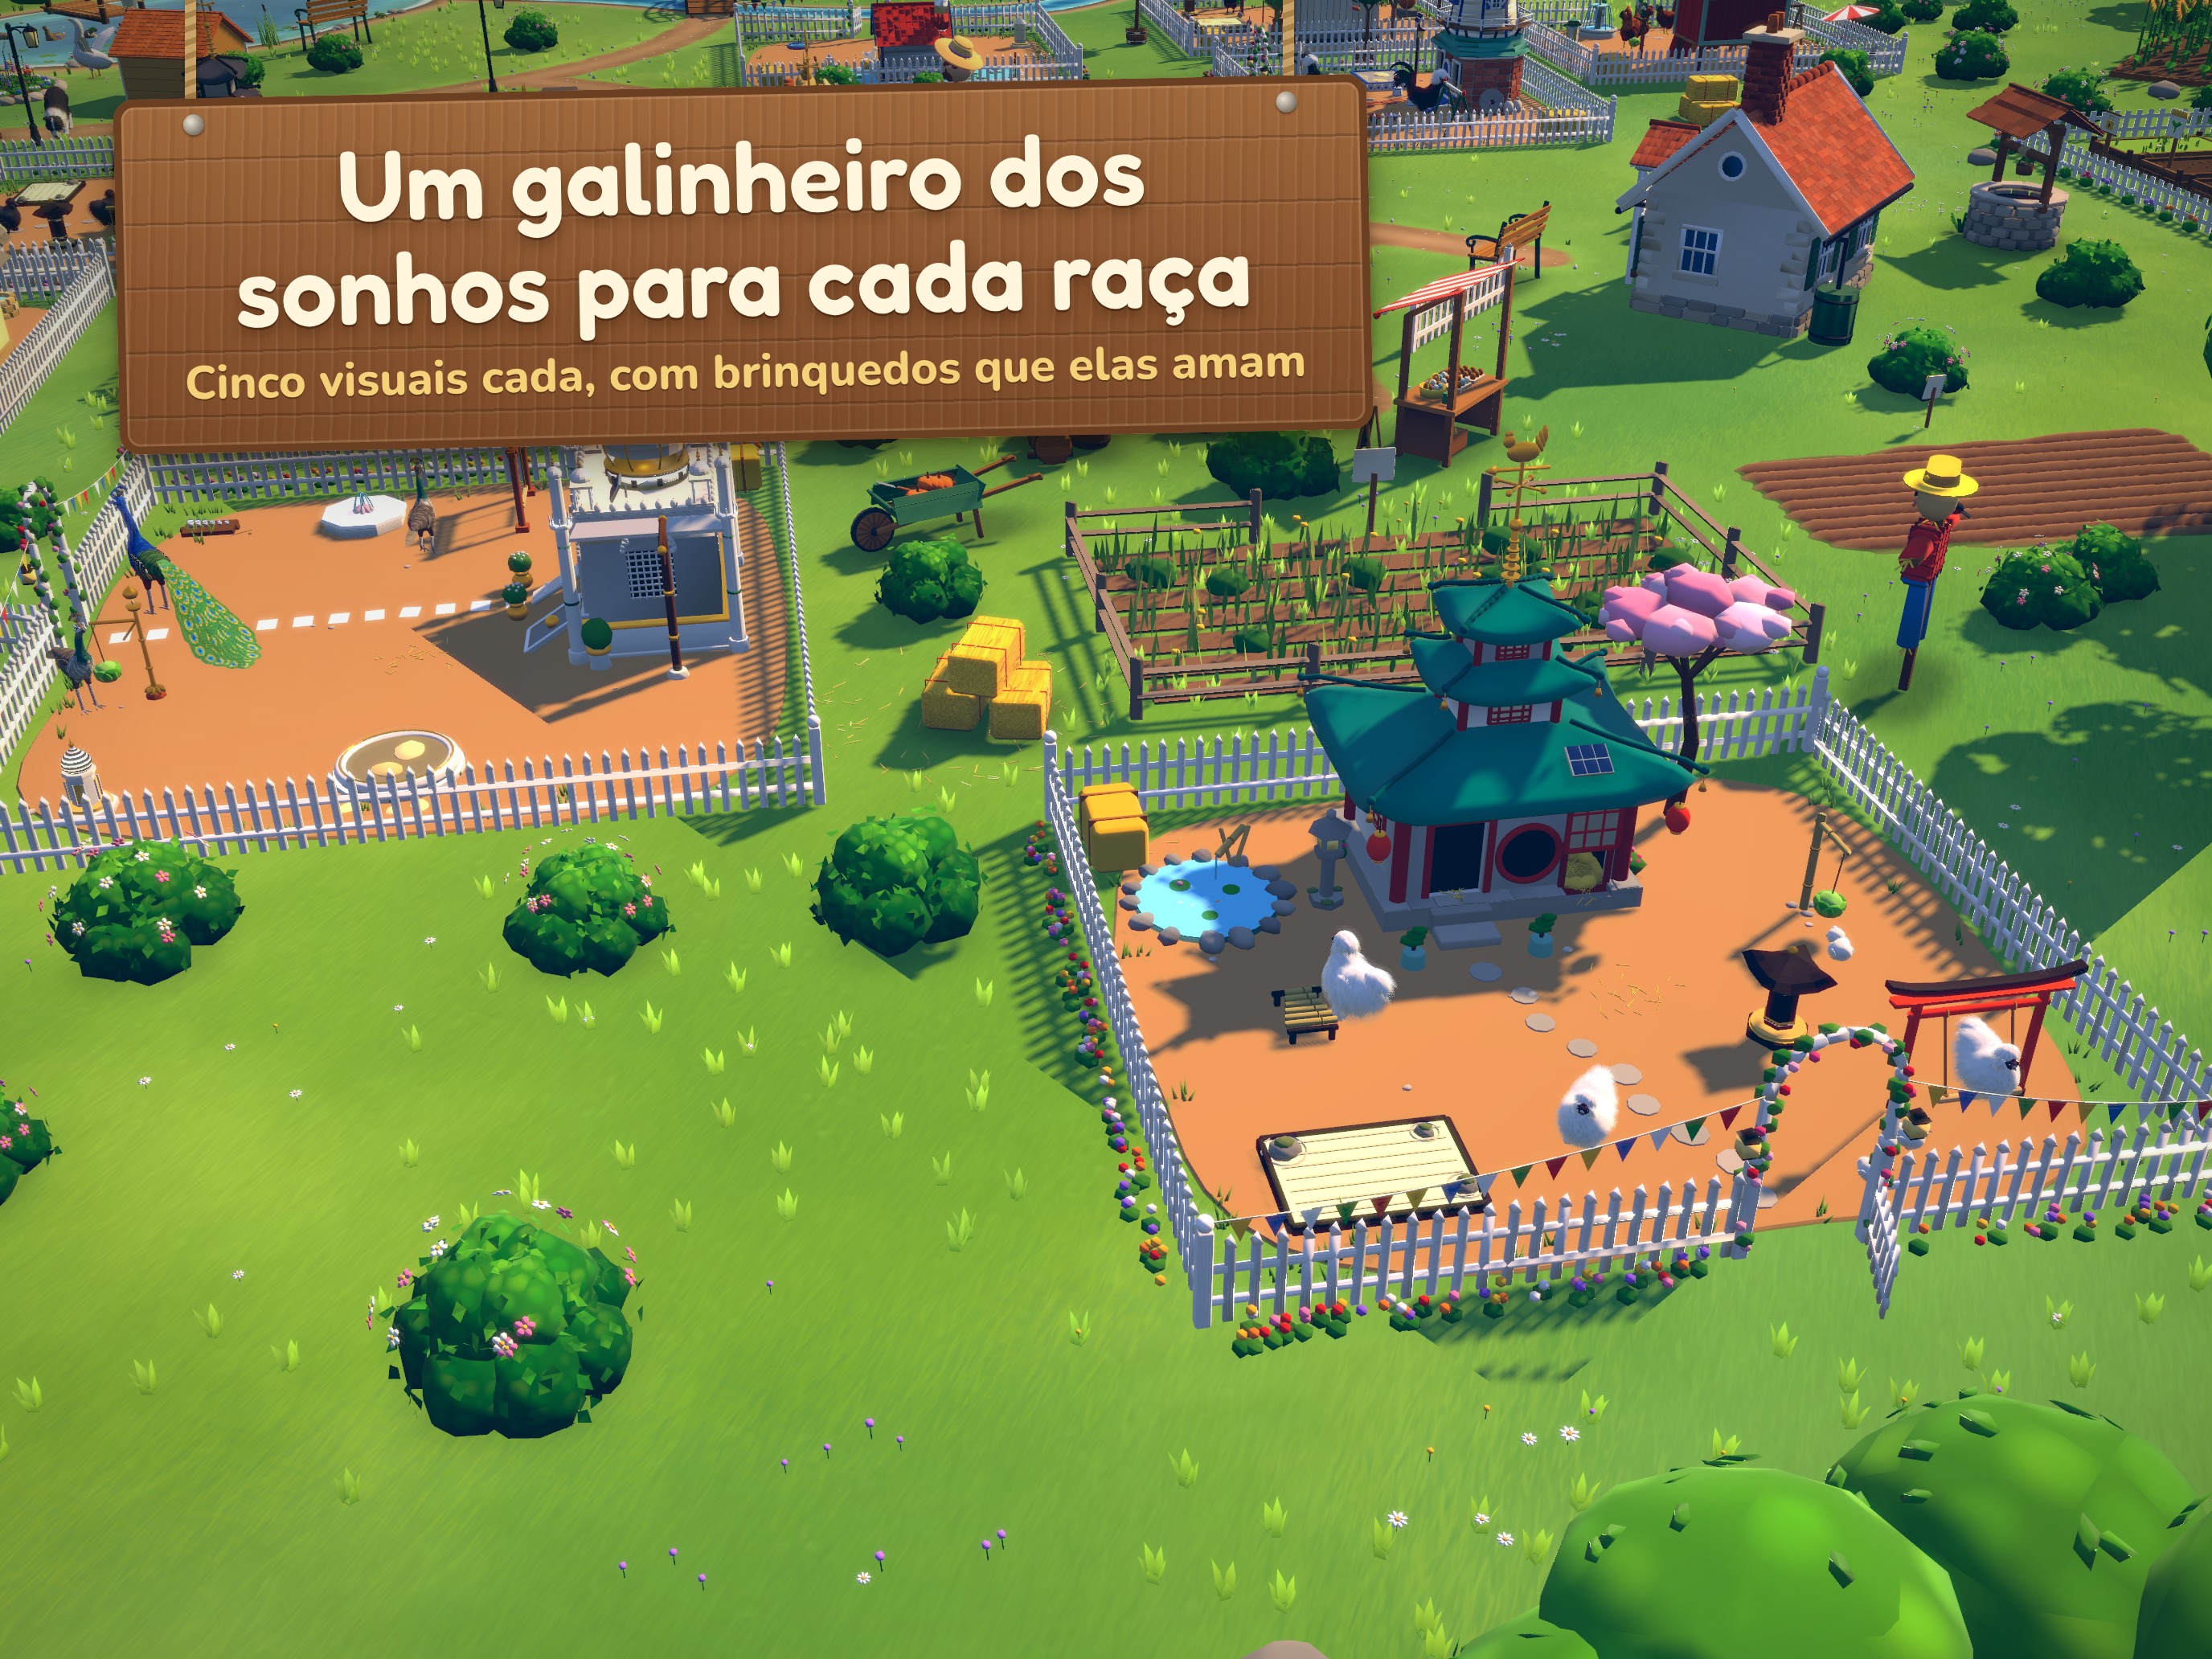 Um galinheiro dos
sonhos para cada raça
Cinco visuais cada, com brinquedos que elas amam